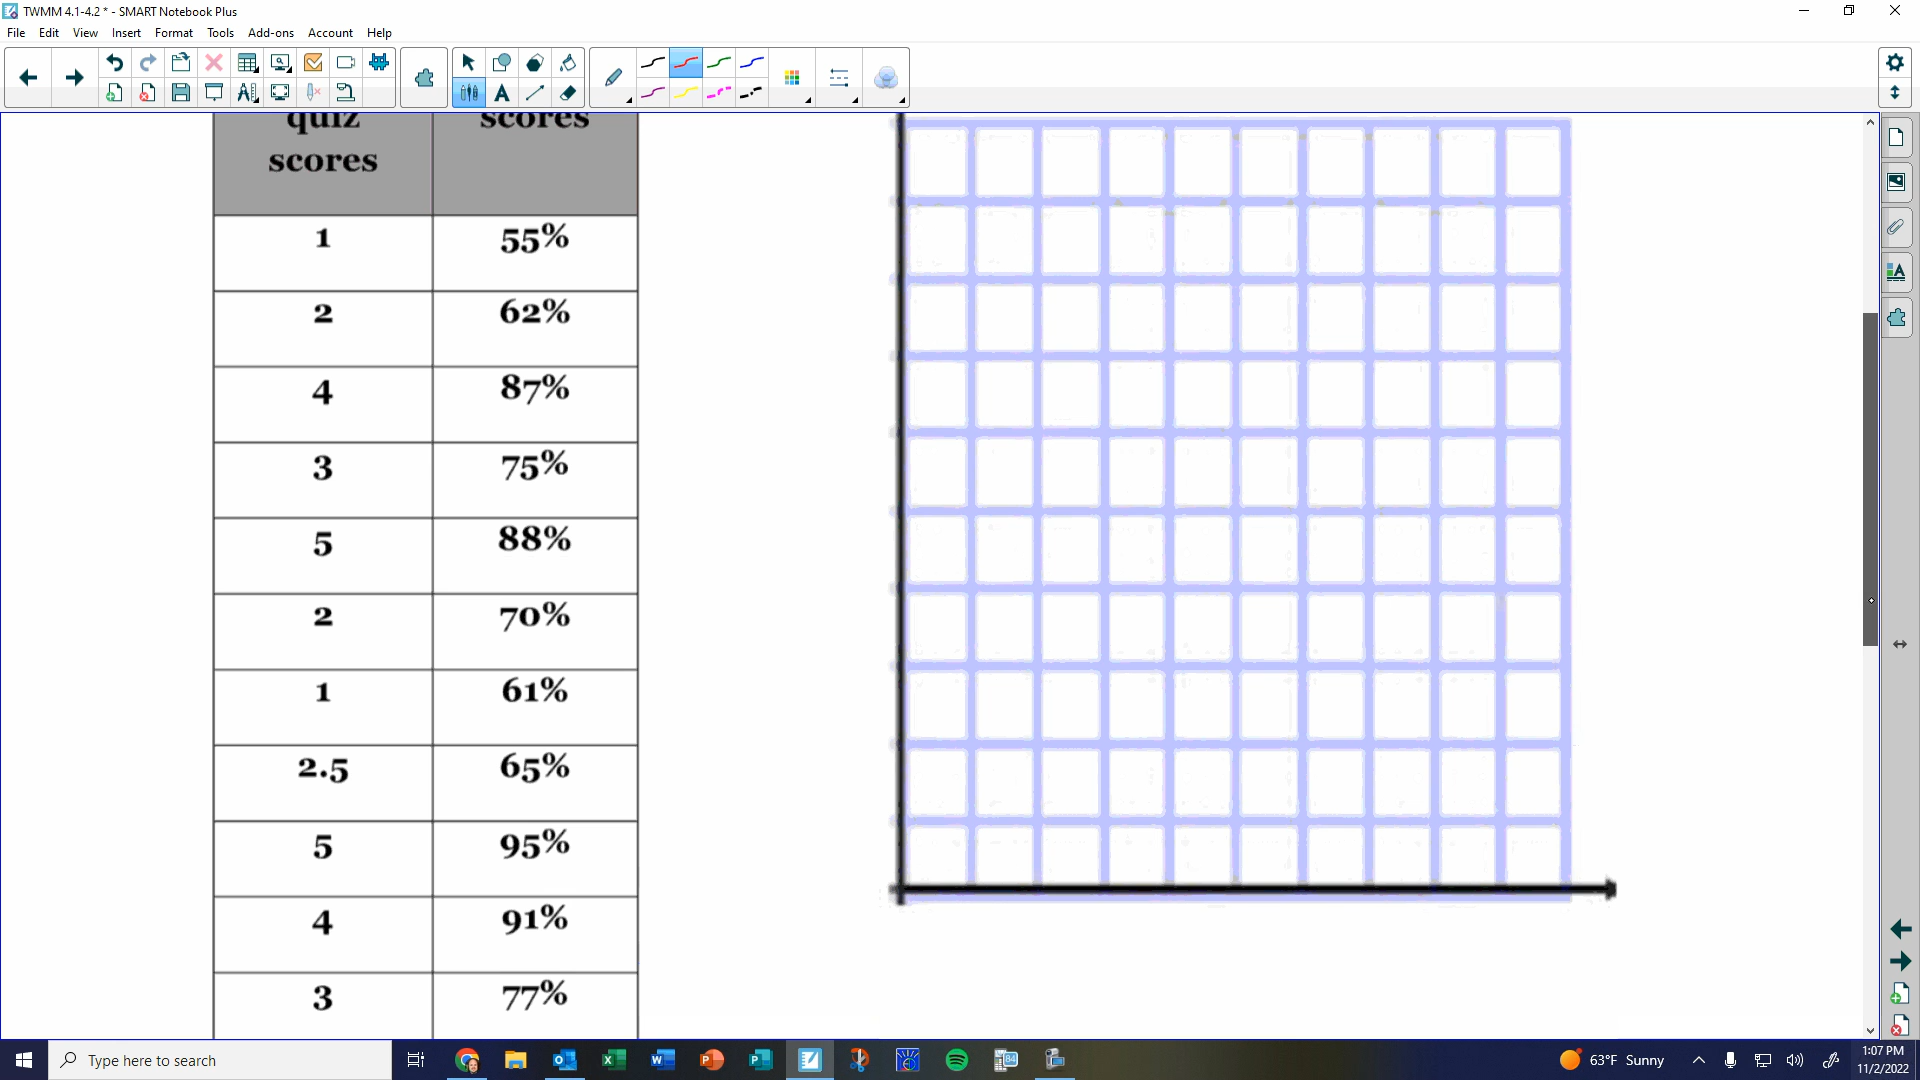 TWMM 4.1-4.2 * - SMART Notebook Plus
File Edit View Insert Format Tools Add-ons Account Help
quiz scores
scores
1 55%
2 62%
4 87%
3 75%
5 88%
2 70%
1 61%
2.5 65%
5 95%
4 91%
3 77%
Type here to search
84
63°F Sunny
1:07 PM
11/2/2022